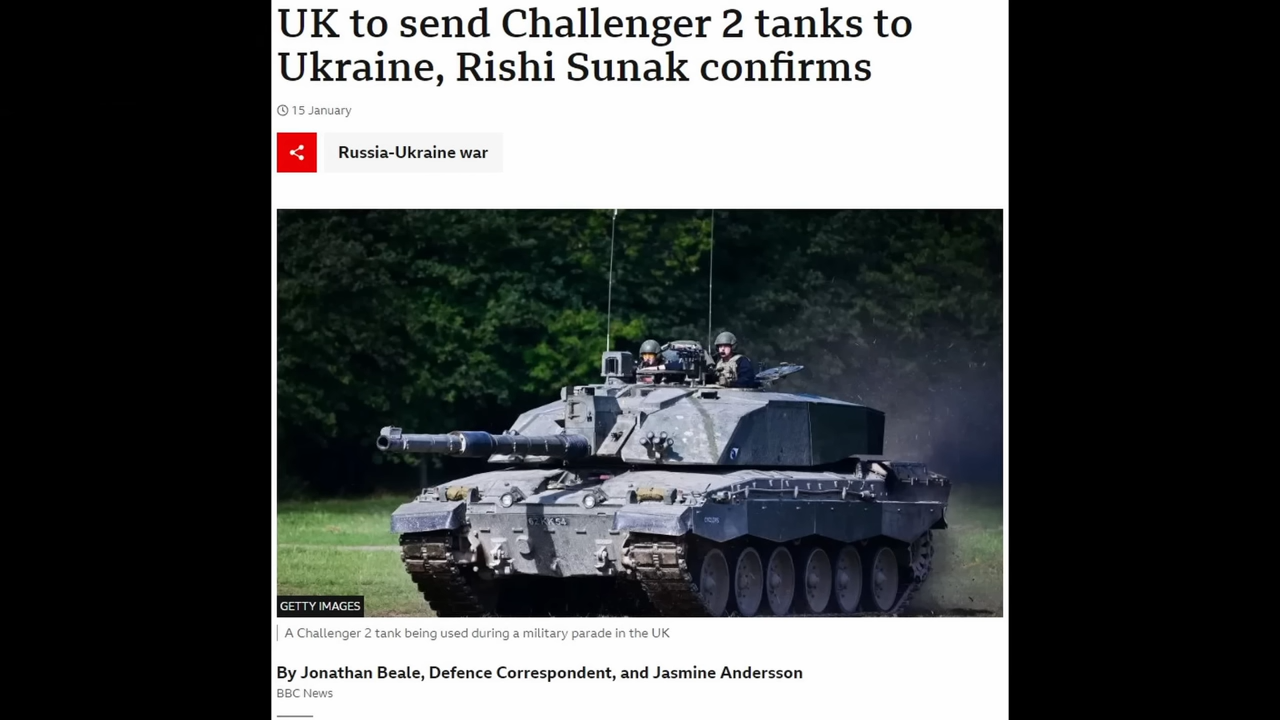 UK to send Challenger 2 tanks to
Ukraine, Rishi Sunak confirms
15 January
Russia-Ukraine war
GETTY IMAGES
A Challenger 2 tank being used during a military parade in the UK
By Jonathan Beale, Defence Correspondent, and Jasmine Andersson
BBC News